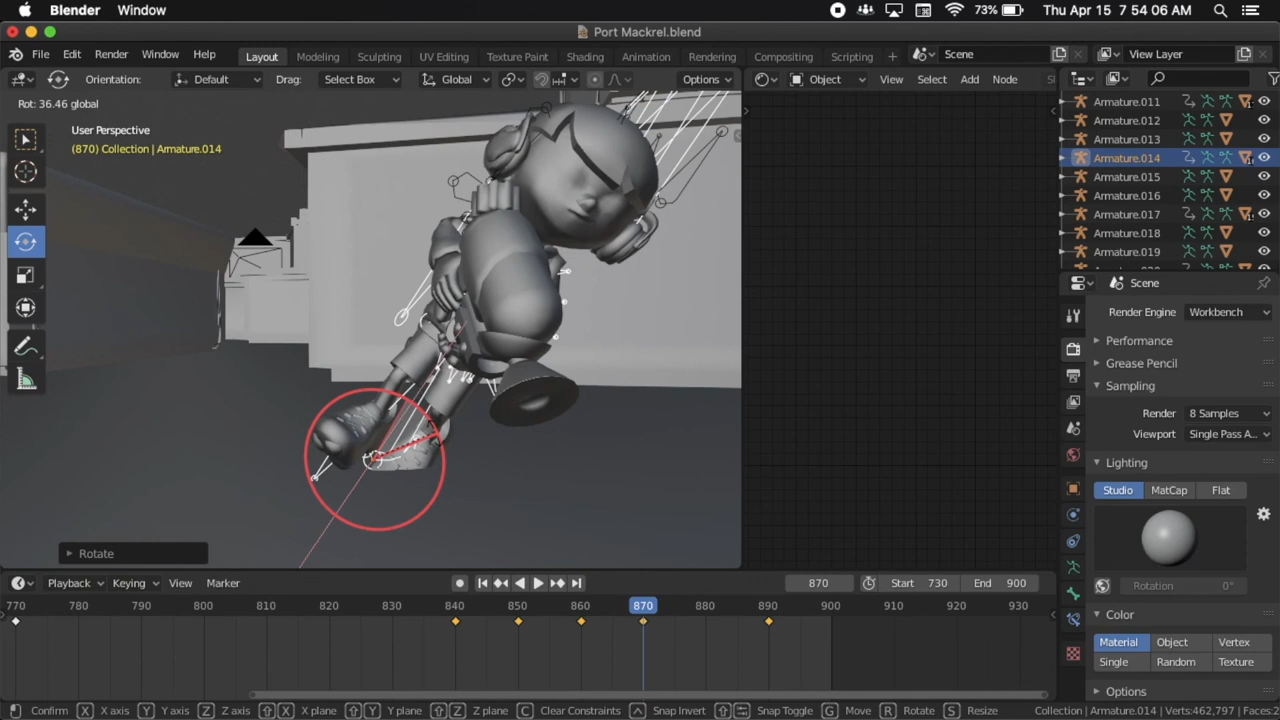 Blender Window 73% Thu Apr 15 7 54 06 AM
Port Mackrel.blend
File Edit Render Window Help Layout Modeling Sculpting UV Editing Texture Paint Shading Animation Rendering Compositing Scripting + Scene View Layer
Orientation: Default Drag: Select Box Global Options Object View Select Add Node
Rot: 36.46 global
User Perspective
(870) Collection | Armature.014
Armature.011
Armature.012
Armature.013
Armature.014
Armature.015
Armature.016
Armature.017
Armature.018
Armature.019
Scene
Render Engine Workbench
Performance
Grease Pencil
Sampling
Render 8 Samples
Viewport Single Pass A...
Lighting
Studio MatCap Flat
Rotation 0°
Color
Material Object Vertex
Single Random Texture
Options
Rotate
Playback Keying View Marker 870 Start 730 End 900
770 780 790 800 810 820 830 840 850 860 870 880 890 900 910 920 930
Confirm X X axis Y Y axis Z Z axis X X plane Y Y plane Z Z plane C Clear Constraints Snap Invert Snap Toggle G Move R Rotate S Resize Collection | Armature.014 | Verts:462,797 | Faces:2